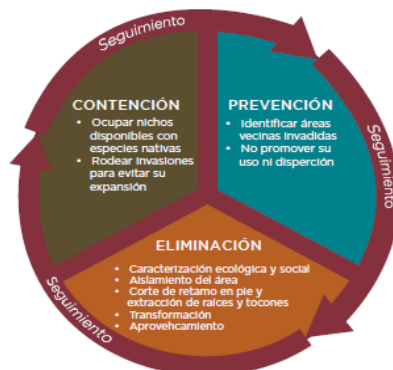 Seguimiento
CONTENCIÓN
• Ocupar nichos
disponibles con
especies nativas
• Rodear invasiones
para evitar su
expansión
PREVENCIÓN
• Identificar áreas
vecinas invadidas
• No promover su
uso ni disperción
Seguimiento
ELIMINACIÓN
• Caracterización ecológica y social
• Aislamiento del área
• Corte de retamo en pie y
extracción de raíces y tocones
• Transformación
• Aprovehcamiento
Seguimiento